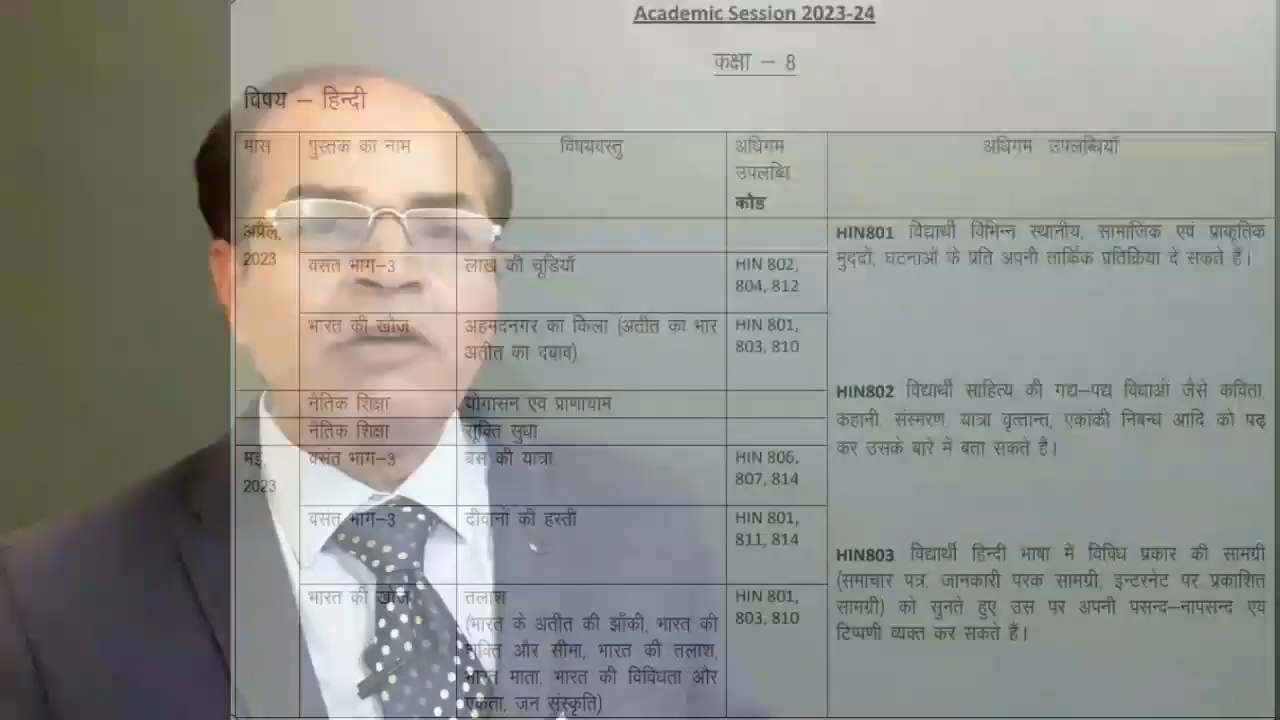 Academic Session 2023-24
कक्षा – 8
विषय – हिन्दी
मास
पुस्तक का नाम
विषयवस्तु
अधिगम
उपलब्धि
कोड
अधिगम उपलब्धियाँ
अप्रैल,
2023
वसंत भाग–3
लाख की चूडियाँ
HIN 802,
804, 812
भारत की खोज
अहमदनगर का किला (अतीत का भार
अतीत का दबाव)
HIN 801,
803, 810
नैतिक शिक्षा
योगासन एवं प्राणायाम
नैतिक शिक्षा
सूक्ति सुधा
मई,
2023
वसंत भाग–3
बस की यात्रा
HIN 806,
807, 814
वसंत भाग–3
दीवानों की हस्ती
HIN 801,
811, 814
भारत की खोज
तलाश
(भारत के अतीत की झाँकी, भारत की
शक्ति और सीमा, भारत की तलाश,
भारत माता, भारत की विविधता और
एकता, जन संस्कृति)
HIN 801,
803, 810
HIN801 विद्यार्थी विभिन्न स्थानीय, सामाजिक एवं प्राकृतिक
मुद्दों, घटनाओं के प्रति अपनी तार्किक प्रतिक्रिया दे सकते हैं।
HIN802 विद्यार्थी साहित्य की गद्य–पद्य विधाओं जैसे कविता,
कहानी, संस्मरण, यात्रा वृत्तान्त, एकांकी निबन्ध आदि को पढ़
कर उसके बारे में बता सकते हैं।
HIN803 विद्यार्थी हिन्दी भाषा में विविध प्रकार की सामग्री
(समाचार पत्र, जानकारी परक सामग्री, इन्टरनेट पर प्रकाशित
सामग्री) को सुनते हुए उस पर अपनी पसन्द–नापसन्द एवं
टिप्पणी व्यक्त कर सकते हैं।